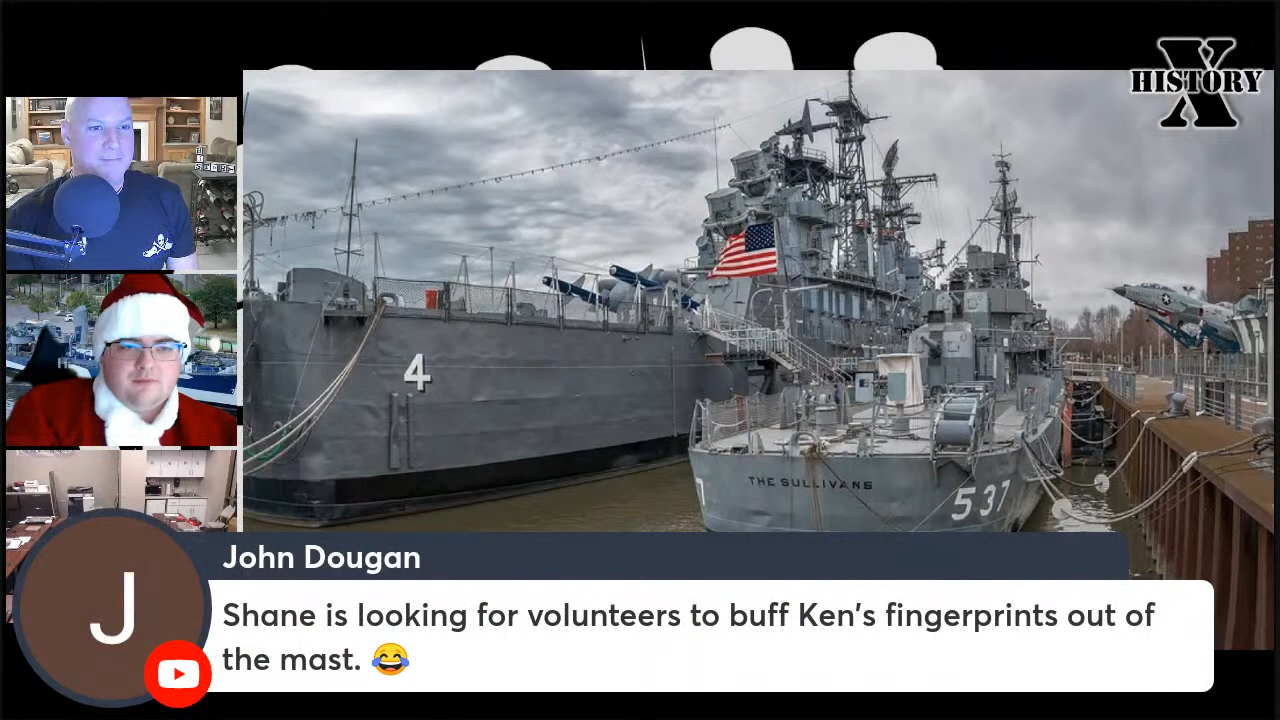 HISTORY
X
4
THE SULLIVANS
537
John Dougan
Shane is looking for volunteers to buff Ken's fingerprints out of
the mast. 😂
J